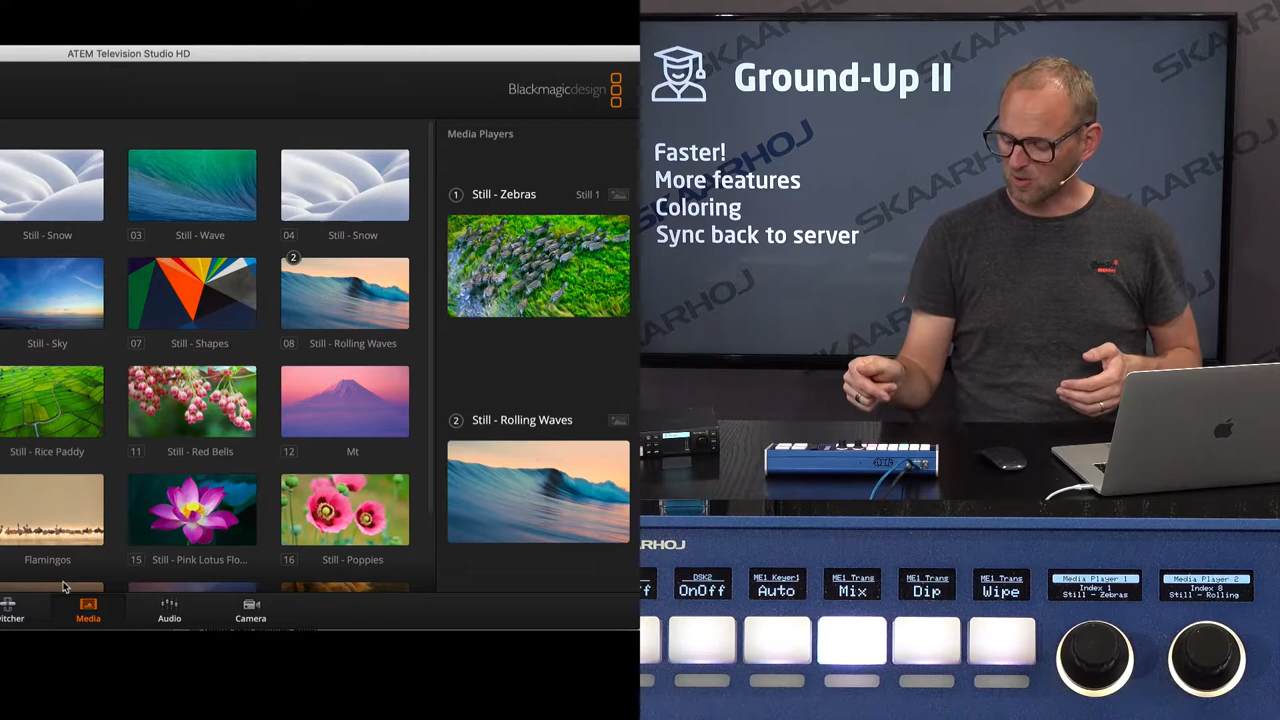 ATEM Television Studio HD
Blackmagicdesign
Media Players
1 Still - Zebras Still 1
Still - Snow
03 Still - Wave
04 Still - Snow
2
Still - Sky
07 Still - Shapes
08 Still - Rolling Waves
2 Still - Rolling Waves
Still - Rice Paddy
11 Still - Red Bells
12 Mt
Flamingos
15 Still - Pink Lotus Flo...
16 Still - Poppies
witcher
Media
Audio
Camera
Ground-Up II
Faster!
More features
Coloring
Sync back to server
SKAARHOJ
SKAARHOJ
SKAARHOJ
SKAARHOJ
ARHOJ
ff
DSK2
OnOff
ME1 Keyer1
Auto
ME1 Trans
Mix
ME1 Trans
Dip
ME1 Trans
Wipe
Media Player 1
Index 1
Still - Zebras
Media Player 2
Index 8
Still - Rolling